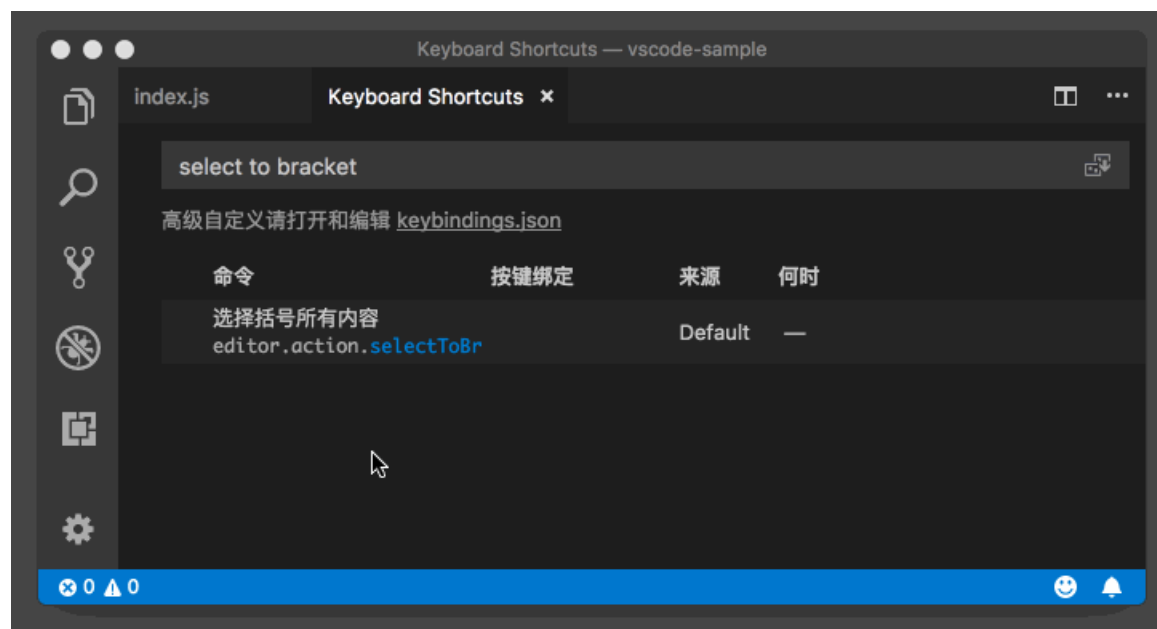 Keyboard Shortcuts — vscode-sample
index.js Keyboard Shortcuts ×
select to bracket
高级自定义请打开和编辑 keybindings.json
命令 按键绑定 来源 何时
选择括号所有内容
editor.action.selectToBr Default —
0 0